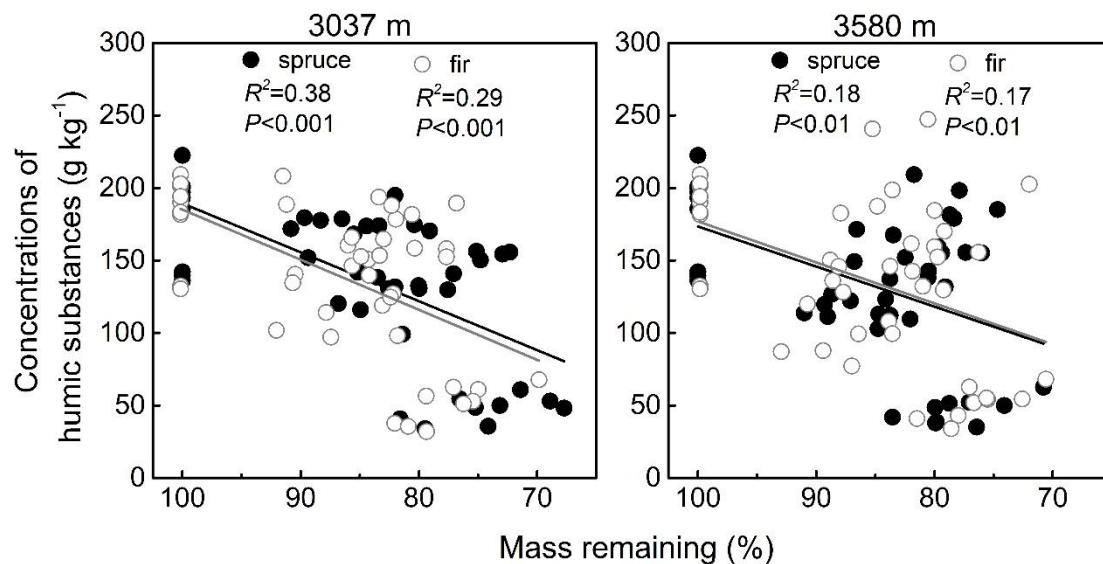 3037 m
3580 m
Concentrations of
humic substances (g kg⁻¹)
300
250
200
150
100
50
0
spruce
fir
R²=0.38
R²=0.29
P<0.001
P<0.001
100
90
80
70
300
250
200
150
100
50
0
spruce
fir
R²=0.18
R²=0.17
P<0.01
P<0.01
100
90
80
70
Mass remaining (%)